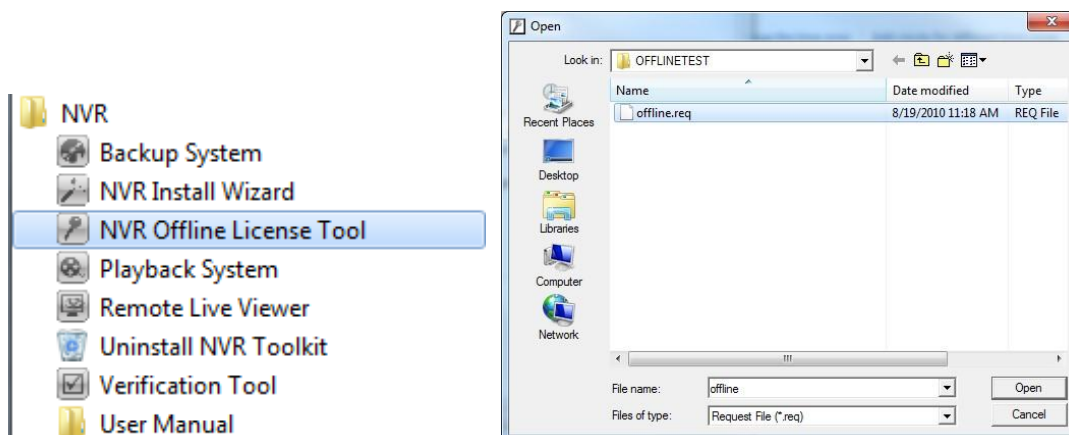 NVR
Backup System
NVR Install Wizard
NVR Offline License Tool
Playback System
Remote Live Viewer
Uninstall NVR Toolkit
Verification Tool
User Manual
Open
Look in: OFFLINETEST
Name Date modified Type
offline.req 8/19/2010 11:18 AM REQ File
Recent Places
Desktop
Libraries
Computer
Network
File name: offline Open
Files of type: Request File (*.req) Cancel